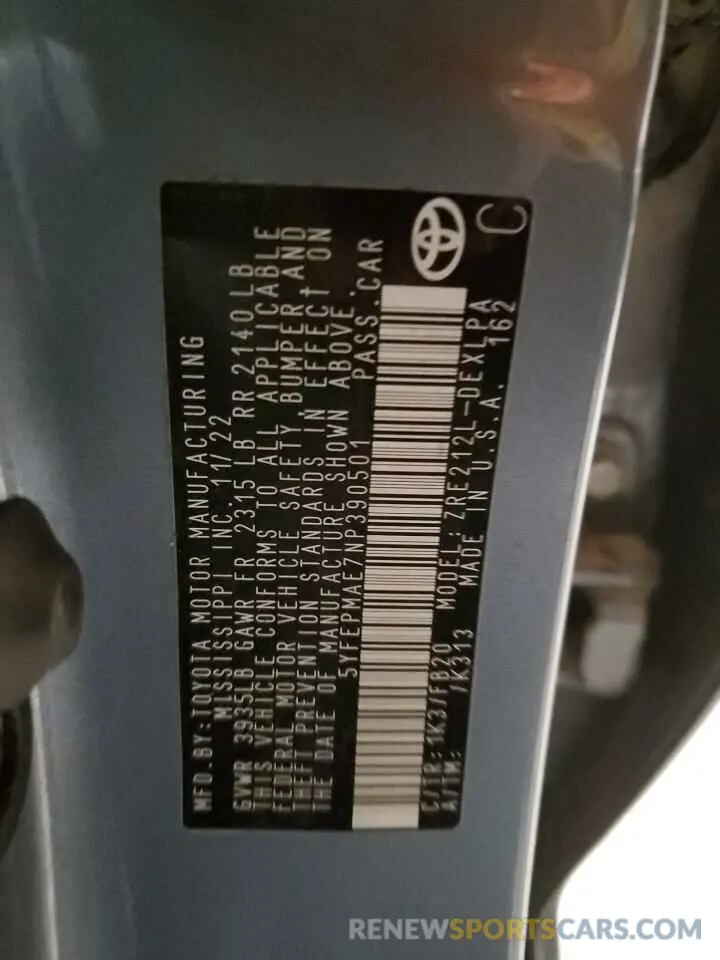 MFD.BY:TOYOTA MOTOR MANUFACTURING
MISSISSIPPI INC. 11/22
GVWR 3935LB GAWR FR 2315 LB RR 2140LB
THIS VEHICLE CONFORMS TO ALL APPLICABLE
FEDERAL MOTOR VEHICLE SAFETY BUMPER,AND
THEFT PREVENTION STANDARDS IN EFFECT ON
THE DATE OF MANUFACTURE SHOWN ABOVE.
5YFEPMAE7NP390501 PASS.CAR
C/TR: 1K3/FB20 MODEL: ZRE212L-DEXLPA
A/TM: /K313 MADE IN U.S.A. 162
C
RENEWSPORTSCARS.COM